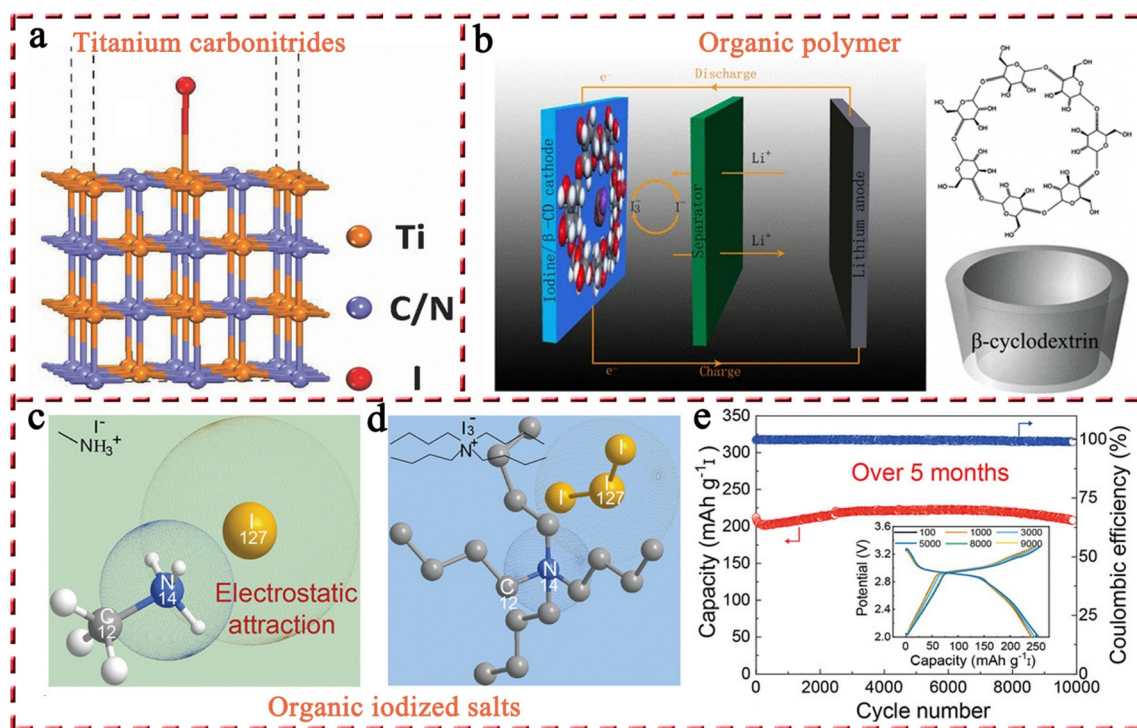 a
Titanium carbonitrides
Ti
C/N
I
b
Organic polymer
e-
Discharge
Iodine/β-CD cathode
I3-
I-
Li+
Separator
Li+
Lithium anode
e-
Charge
β-cyclodextrin
c
I-
NH3+
I
127
N
14
C
12
Electrostatic
attraction
d
I3-
N+
I
I
I
127
N
14
C
12
Organic iodized salts
e
350
300
250
200
150
100
50
0
Capacity (mAh g-1I)
Over 5 months
100
75
50
25
0
Coulombic efficiency (%)
100 1000 3000
5000 8000 9000
3.6
3.2
2.8
2.4
2.0
Potential (V)
0 50 100 150 200 250
Capacity (mAh g-1I)
0 2000 4000 6000 8000 10000
Cycle number